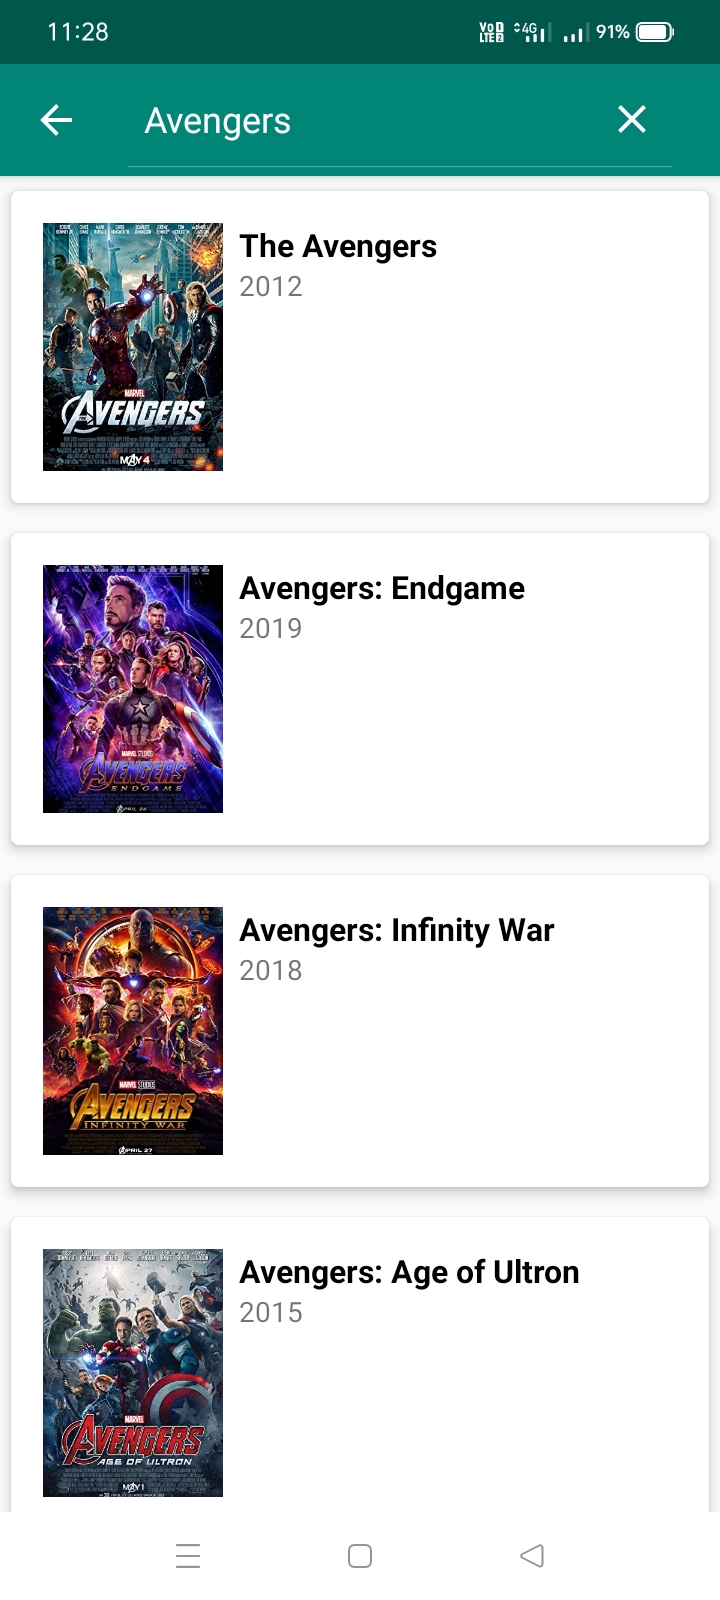 11:28
VoD LTE2 4G 91%
Avengers
The Avengers
2012
MARVEL
AVENGERS
MAY 4
Avengers: Endgame
2019
MARVEL STUDIOS
AVENGERS
ENDGAME
APRIL 26
Avengers: Infinity War
2018
MARVEL STUDIOS
AVENGERS
INFINITY WAR
APRIL 27
Avengers: Age of Ultron
2015
MARVEL
AVENGERS
AGE OF ULTRON
MAY 1